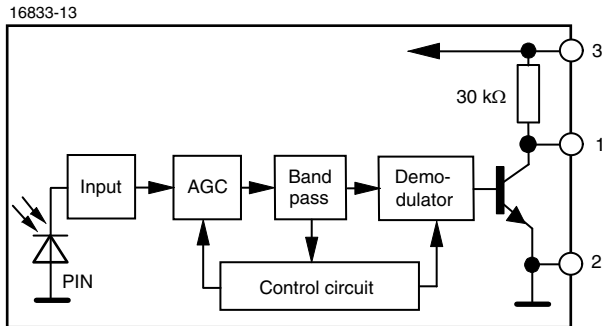 16833-13
3
30 kΩ
1
Input
AGC
Band
pass
Demo-
dulator
2
PIN
Control circuit